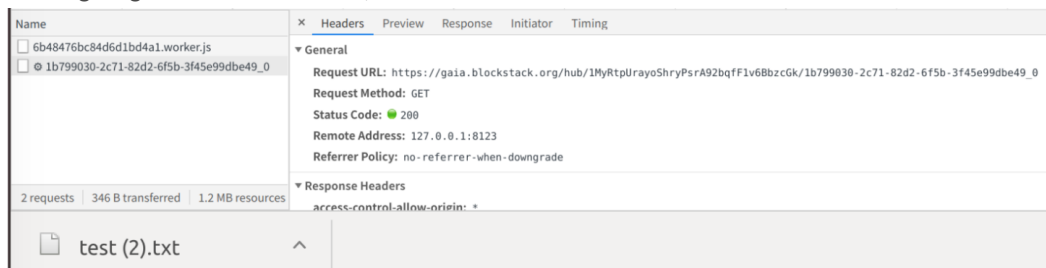 Name
× Headers Preview Response Initiator Timing
6b48476bc84d6d1bd4a1.worker.js
1b799030-2c71-82d2-6f5b-3f45e99dbe49_0
2 requests 346 B transferred 1.2 MB resources
▼ General
Request URL: https://gaia.blockstack.org/hub/1MyRtpUrayoShryPsrA92bqfF1v6BbzcGk/1b799030-2c71-82d2-6f5b-3f45e99dbe49_0
Request Method: GET
Status Code: 200
Remote Address: 127.0.0.1:8123
Referrer Policy: no-referrer-when-downgrade
▼ Response Headers
access-control-allow-origin: *
test (2).txt